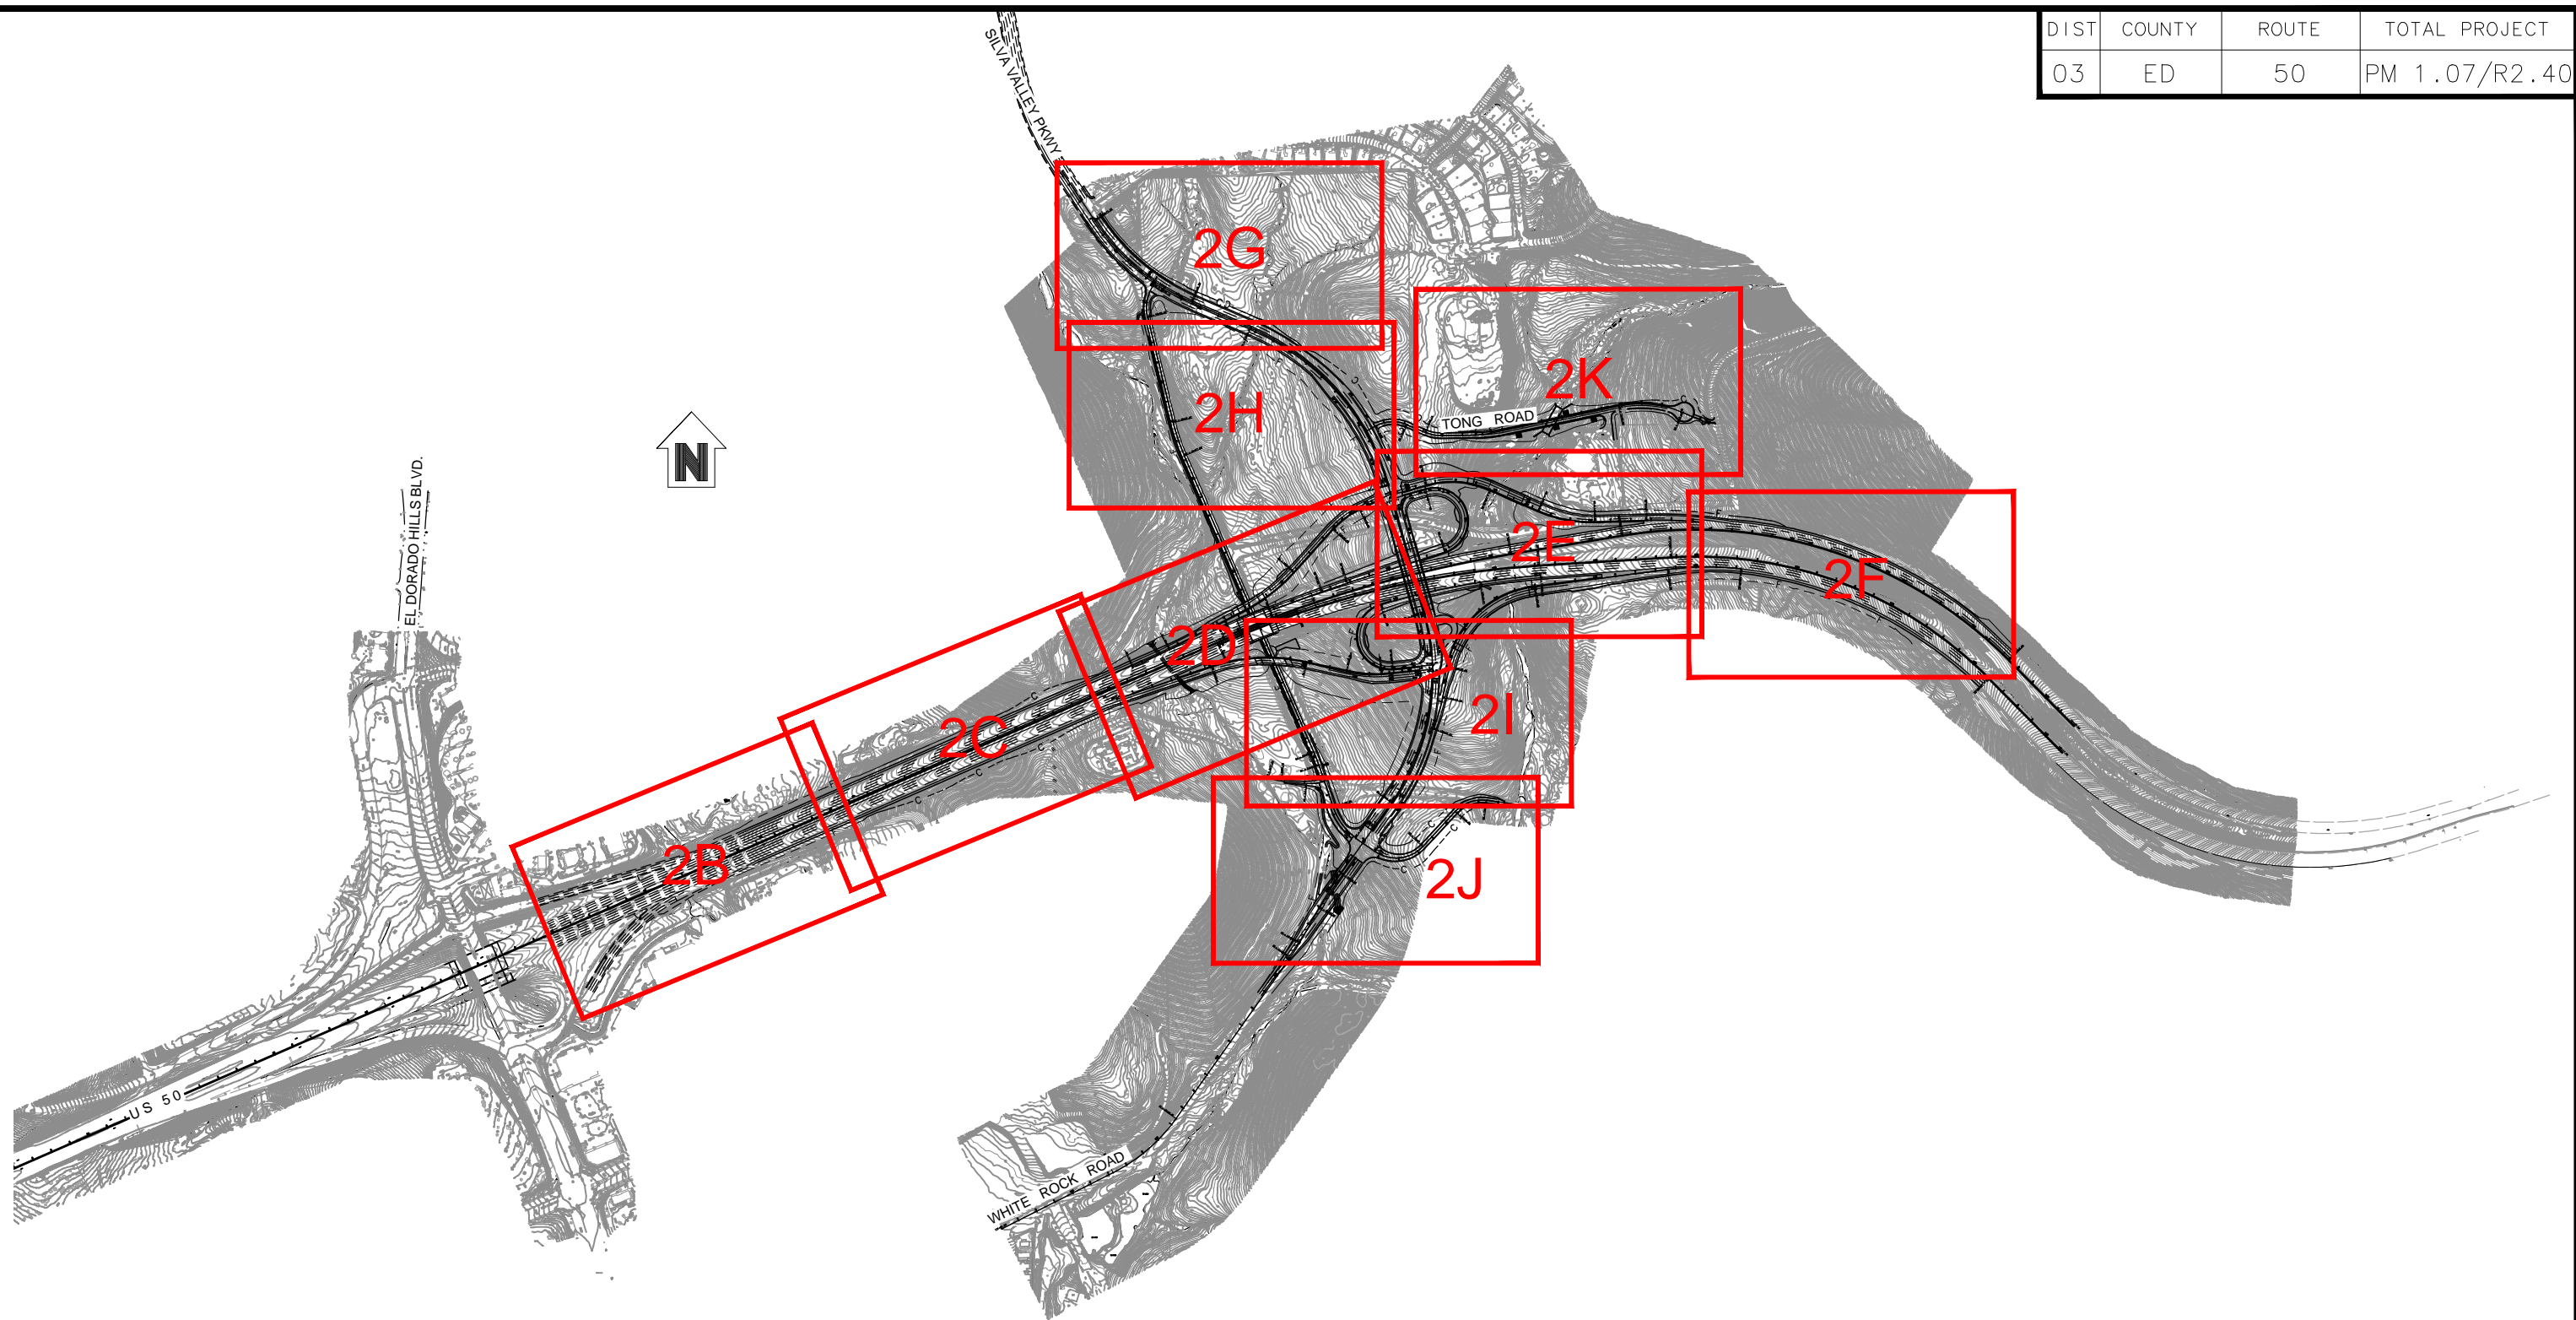 DIST COUNTY ROUTE TOTAL PROJECT
03 ED 50 PM 1.07/R2.40
SILVA VALLEY PKWY
2G
2K
2H
TONG ROAD
N
EL DORADO HILLS BLVD.
2E
2F
2D
2I
2C
2B
2J
US 50
WHITE ROCK ROAD